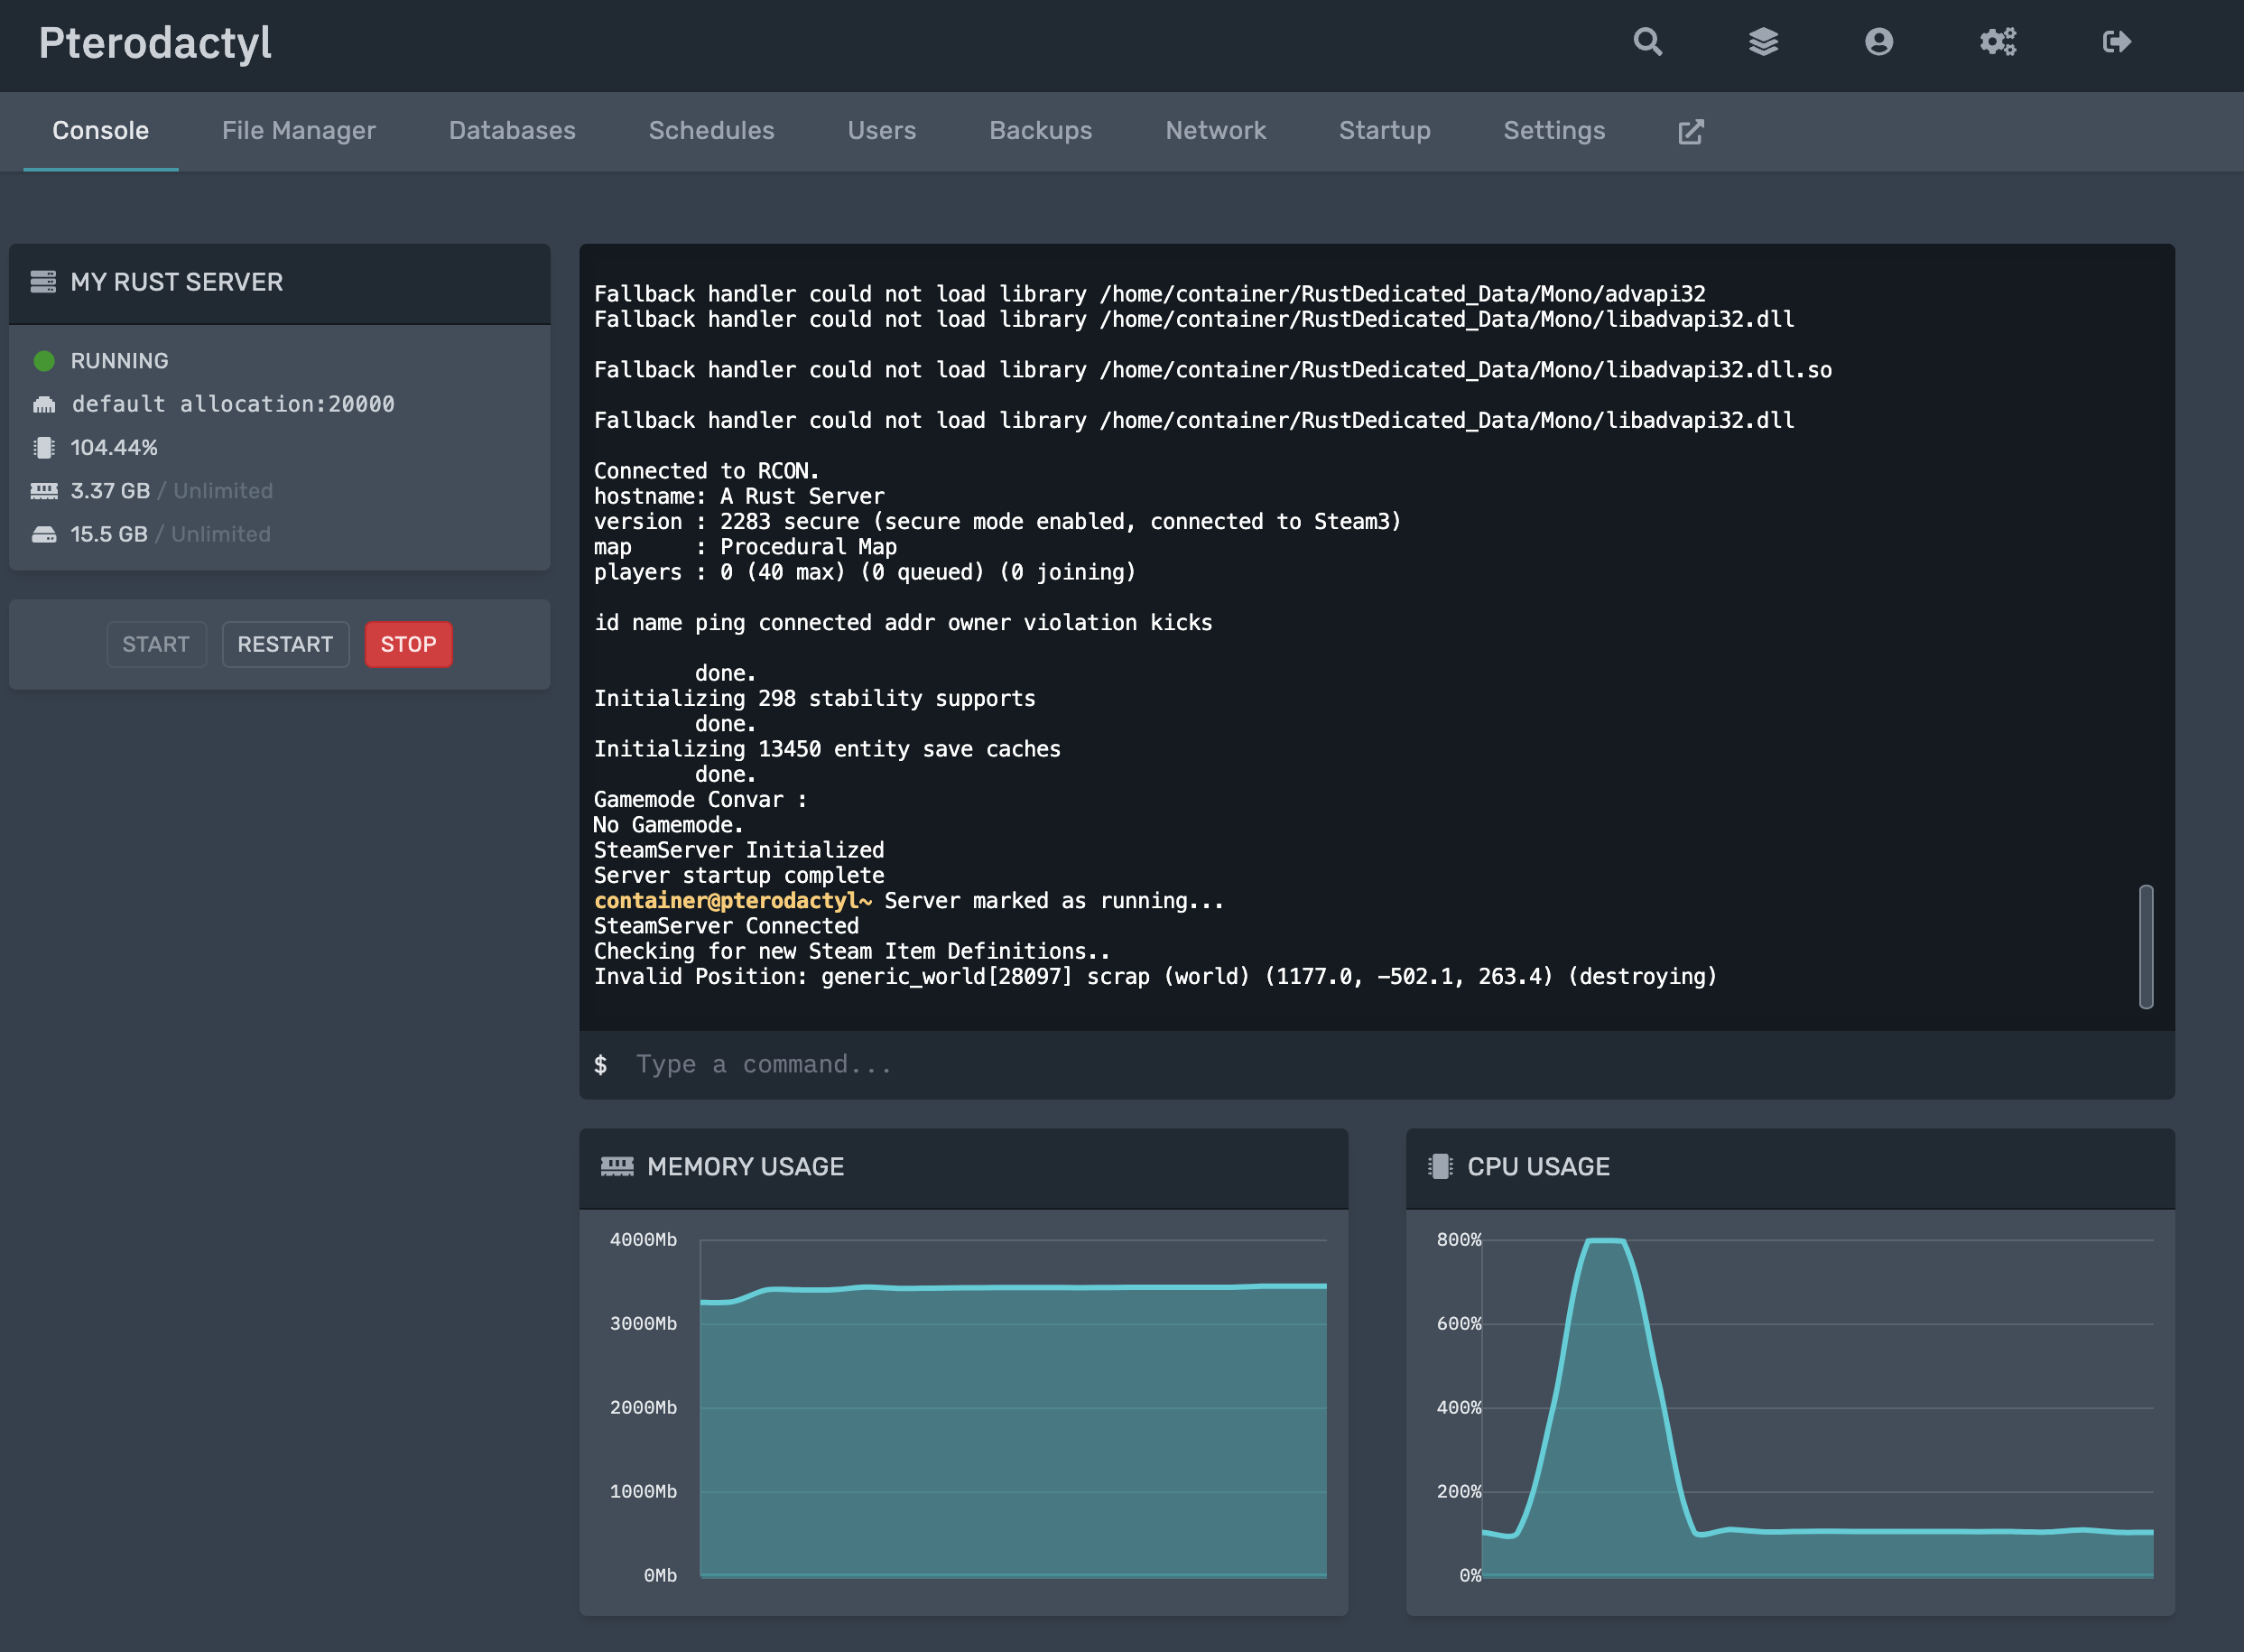 Pterodactyl
Console File Manager Databases Schedules Users Backups Network Startup Settings
MY RUST SERVER
RUNNING
default allocation:20000
104.44%
3.37 GB / Unlimited
15.5 GB / Unlimited
START RESTART STOP
Fallback handler could not load library /home/container/RustDedicated_Data/Mono/advapi32
Fallback handler could not load library /home/container/RustDedicated_Data/Mono/libadvapi32.dll
Fallback handler could not load library /home/container/RustDedicated_Data/Mono/libadvapi32.dll.so
Fallback handler could not load library /home/container/RustDedicated_Data/Mono/libadvapi32.dll
Connected to RCON.
hostname: A Rust Server
version : 2283 secure (secure mode enabled, connected to Steam3)
map     : Procedural Map
players : 0 (40 max) (0 queued) (0 joining)
id name ping connected addr owner violation kicks
done.
Initializing 298 stability supports
done.
Initializing 13450 entity save caches
done.
Gamemode Convar :
No Gamemode.
SteamServer Initialized
Server startup complete
container@pterodactyl~ Server marked as running...
SteamServer Connected
Checking for new Steam Item Definitions..
Invalid Position: generic_world[28097] scrap (world) (1177.0, -502.1, 263.4) (destroying)
$ Type a command...
MEMORY USAGE
4000Mb
3000Mb
2000Mb
1000Mb
0Mb
CPU USAGE
800%
600%
400%
200%
0%